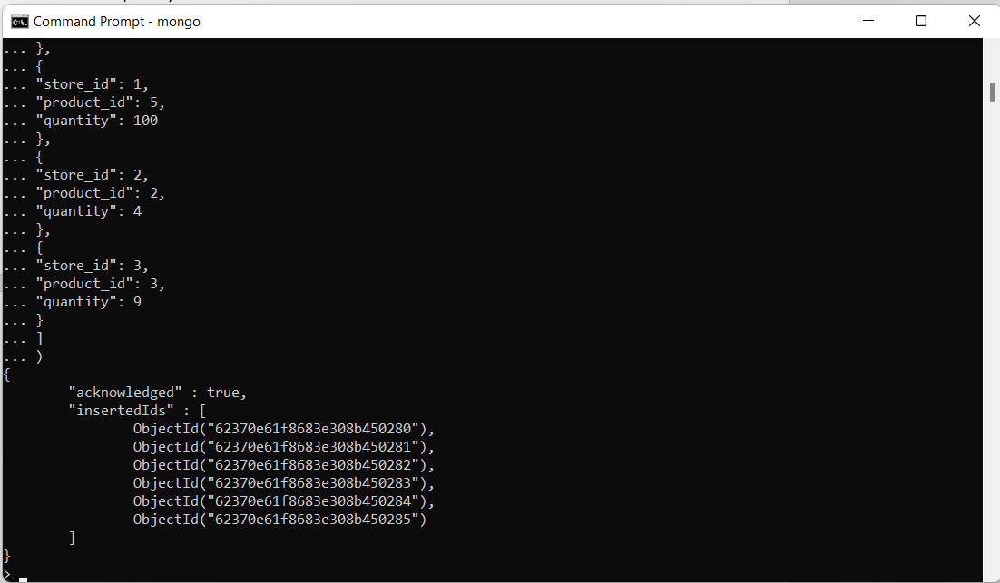 Command Prompt - mongo
... },
... {
... "store_id": 1,
... "product_id": 5,
... "quantity": 100
... },
... {
... "store_id": 2,
... "product_id": 2,
... "quantity": 4
... },
... {
... "store_id": 3,
... "product_id": 3,
... "quantity": 9
... }
... ]
... )
{
        "acknowledged" : true,
        "insertedIds" : [
                ObjectId("62370e61f8683e308b450280"),
                ObjectId("62370e61f8683e308b450281"),
                ObjectId("62370e61f8683e308b450282"),
                ObjectId("62370e61f8683e308b450283"),
                ObjectId("62370e61f8683e308b450284"),
                ObjectId("62370e61f8683e308b450285")
        ]
}
>